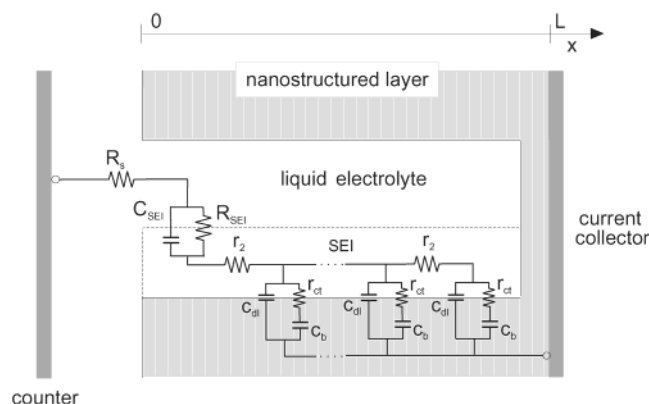 0
L
x
nanostructured layer
R_s
liquid electrolyte
C_SEI
R_SEI
current
collector
r_2
SEI
r_2
c_dl
r_ct
c_b
c_dl
r_ct
c_b
c_dl
r_ct
c_b
counter